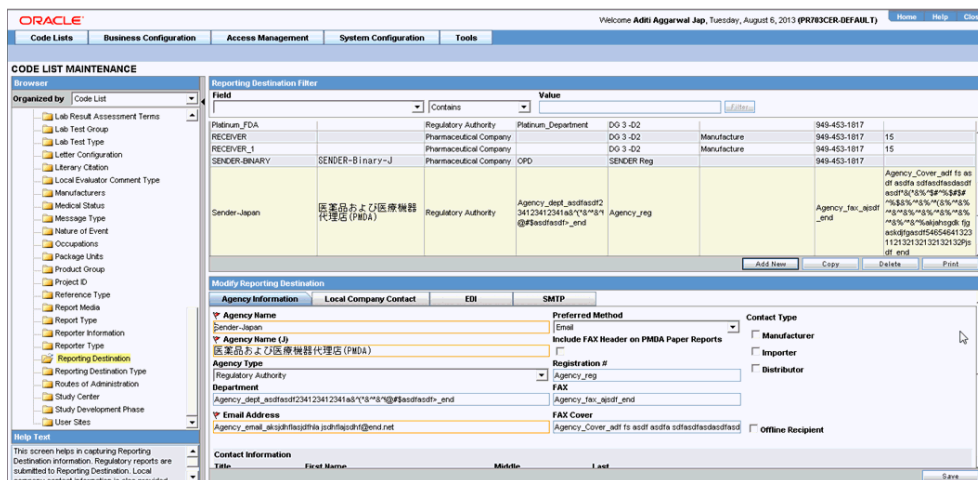 ORACLE
Welcome Aditi Aggarwal Jap, Tuesday, August 6, 2013 (PR703CER-DEFAULT)
Home Help Clos
Code Lists Business Configuration Access Management System Configuration Tools
CODE LIST MAINTENANCE
Browser
Organized by Code List
Lab Result Assessment Terms
Lab Test Group
Lab Test Type
Letter Configuration
Literary Citation
Local Evaluator Comment Type
Manufacturers
Medical Status
Message Type
Nature of Event
Occupations
Package Units
Product Group
Project ID
Reference Type
Report Media
Report Type
Reporter Information
Reporter Type
Reporting Destination
Reporting Destination Type
Routes of Administration
Study Center
Study Development Phase
User Sites
Help Text
This screen helps in capturing Reporting
Destination information. Regulatory reports are
submitted to Reporting Destination. Local
Reporting Destination Filter
Field Value
Contains Filter
Platinum_FDA Regulatory Authority Platinum_Department DG 3 -D2 949-453-1817
RECEIVER Pharmaceutical Company DG 3 -D2 Manufacture 949-453-1817 15
RECEIVER_1 Pharmaceutical Company DG 3 -D2 Manufacture 949-453-1817 15
SENDER-BINARY SENDER-Binary-J Pharmaceutical Company OPD SENDER Reg 949-453-1817
Sender-Japan 医薬品および医療機器代理店(PMDA) Regulatory Authority Agency_reg Agency_fax_ajsdf_end
Add New Copy Delete Print
Modify Reporting Destination
Agency Information Local Company Contact EDI SMTP
Agency Name Preferred Method Contact Type
Sender-Japan Email Manufacturer
Agency Name (J) Include FAX Header on PMDA Paper Reports
医薬品および医療機器代理店(PMDA) Importer
Agency Type Registration # Distributor
Regulatory Authority Agency_reg
Department FAX
Agency_fax_ajsdf_end
Email Address FAX Cover
Offline Recipient
Contact Information
Title First Name Middle Last
Save